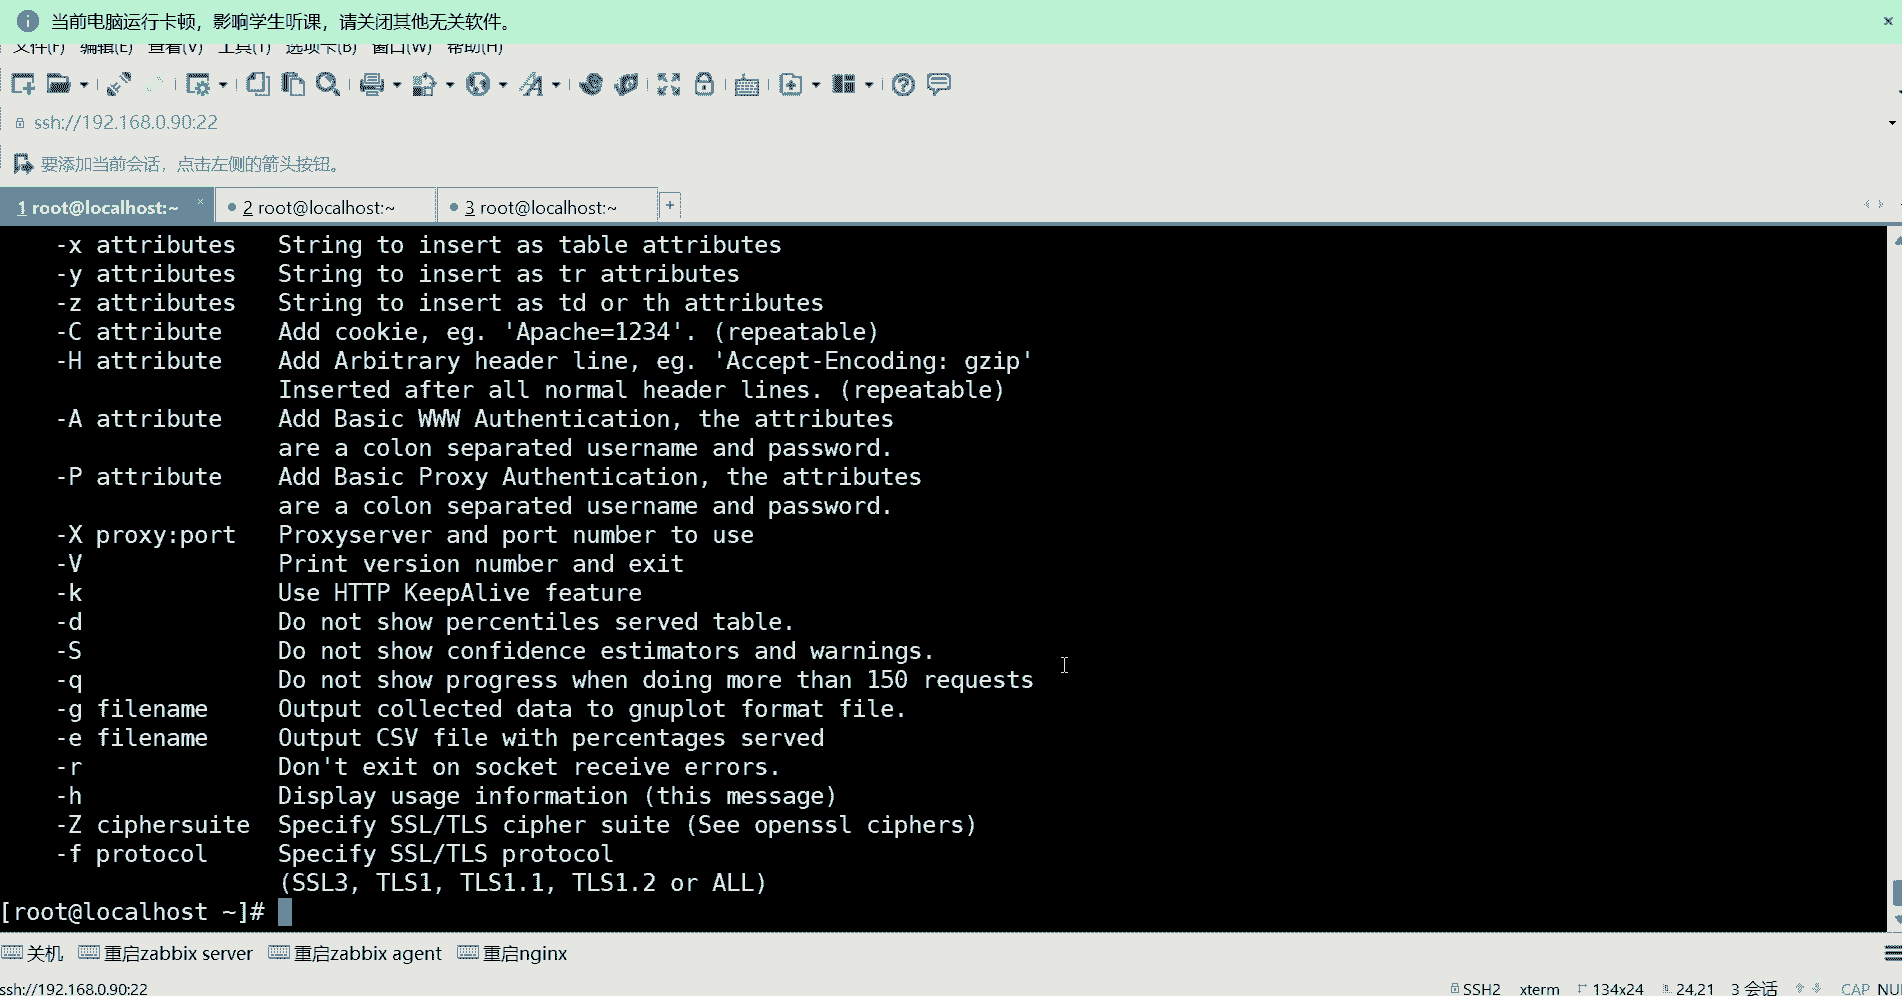 当前电脑运行卡顿，影响学生听课，请关闭其他无关软件。 ×
文件(F) 编辑(E) 查看(V) 工具(T) 选项卡(B) 窗口(W) 帮助(H)
ssh://192.168.0.90:22
要添加当前会话，点击左侧的箭头按钮。
1 root@localhost:~ × 2 root@localhost:~ 3 root@localhost:~ +
-x attributes String to insert as table attributes
-y attributes String to insert as tr attributes
-z attributes String to insert as td or th attributes
-C attribute Add cookie, eg. 'Apache=1234'. (repeatable)
-H attribute Add Arbitrary header line, eg. 'Accept-Encoding: gzip'
Inserted after all normal header lines. (repeatable)
-A attribute Add Basic WWW Authentication, the attributes
are a colon separated username and password.
-P attribute Add Basic Proxy Authentication, the attributes
are a colon separated username and password.
-X proxy:port Proxyserver and port number to use
-V Print version number and exit
-k Use HTTP KeepAlive feature
-d Do not show percentiles served table.
-S Do not show confidence estimators and warnings.
-q Do not show progress when doing more than 150 requests
-g filename Output collected data to gnuplot format file.
-e filename Output CSV file with percentages served
-r Don't exit on socket receive errors.
-h Display usage information (this message)
-Z ciphersuite Specify SSL/TLS cipher suite (See openssl ciphers)
-f protocol Specify SSL/TLS protocol
(SSL3, TLS1, TLS1.1, TLS1.2 or ALL)
[root@localhost ~]#
关机 重启zabbix server 重启zabbix agent 重启nginx
ssh://192.168.0.90:22 SSH2 xterm 134x24 24,21 3 会话 CAP NU